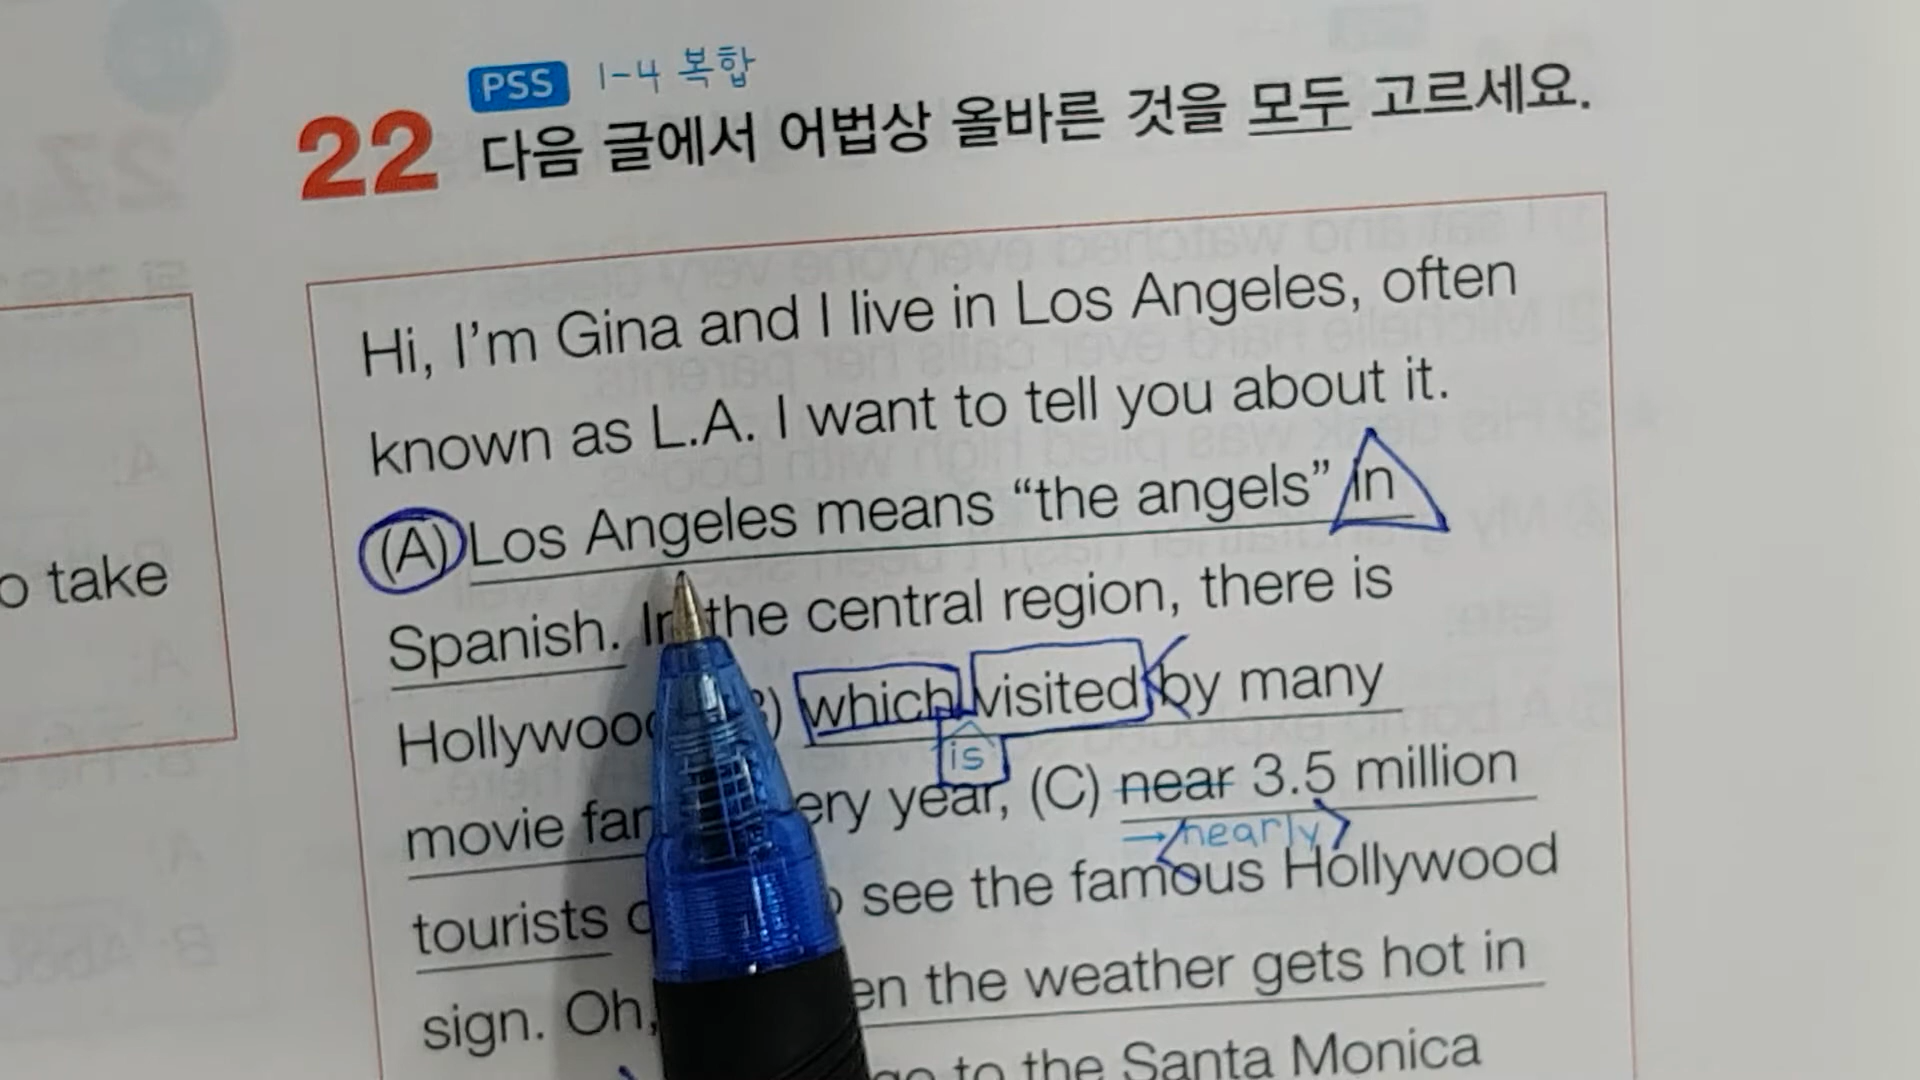 PSS 1-4 복합
22 다음 글에서 어법상 올바른 것을 모두 고르세요.
Hi, I'm Gina and I live in Los Angeles, often
known as L.A. I want to tell you about it.
(A) Los Angeles means “the angels” in
Spanish. In the central region, there is
o take
which visited by many
is
movie year, (C) near 3.5 million
→ nearly
tourists see the famous Hollywood
sign. Oh, the weather gets hot in
to the Santa Monica